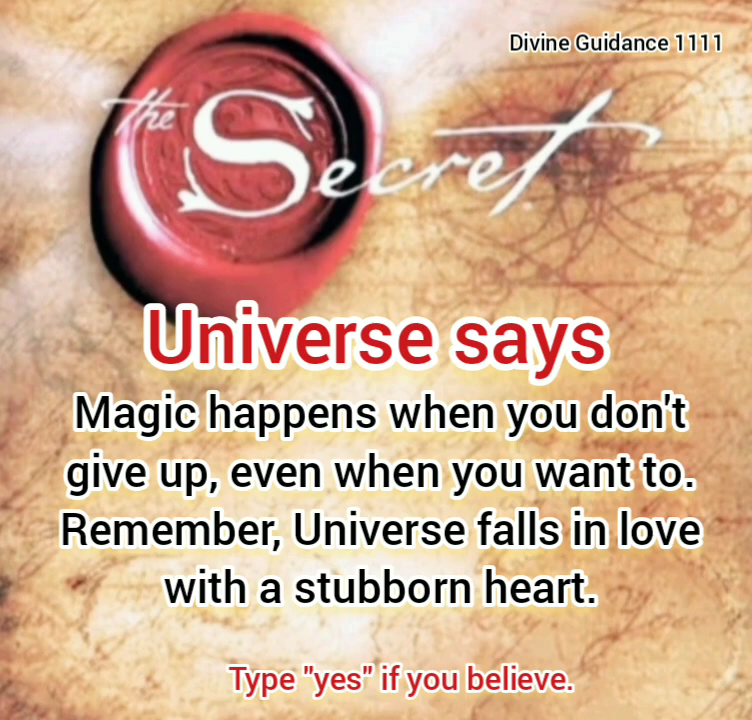 Divine Guidance 1111
the Secret
Universe says
Magic happens when you don't
give up, even when you want to.
Remember, Universe falls in love
with a stubborn heart.
Type "yes" if you believe.